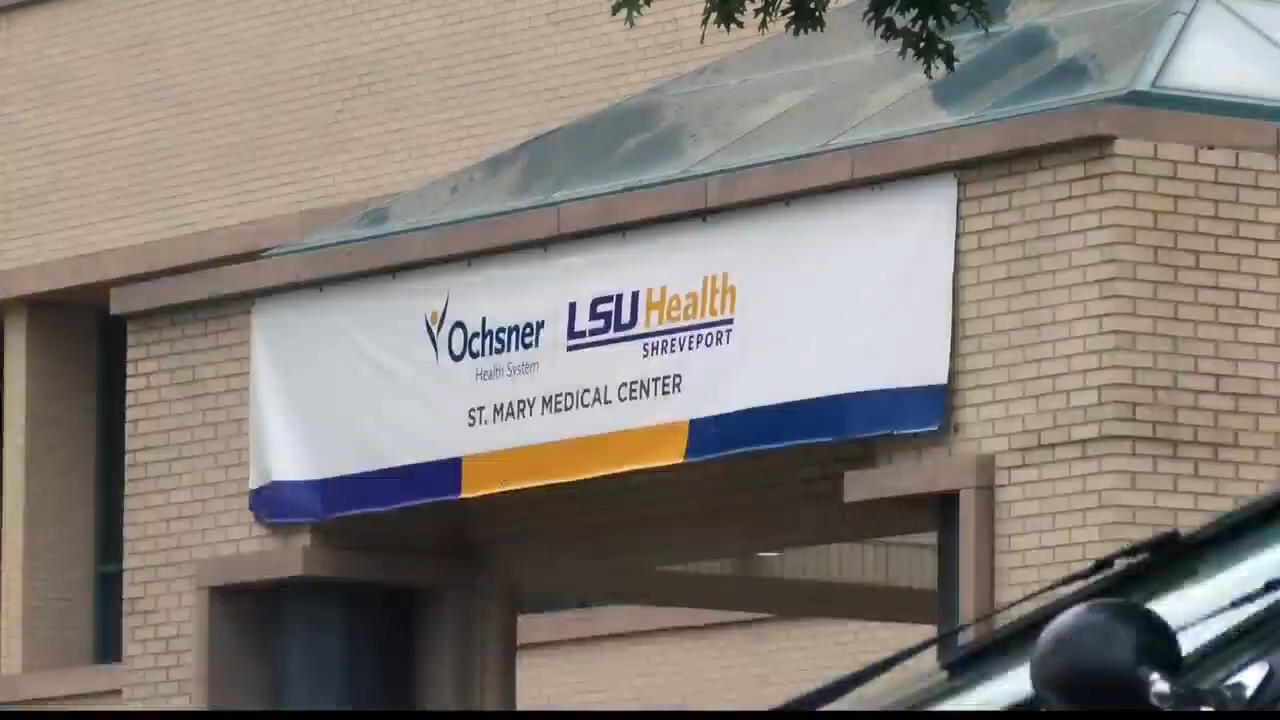 Ochsner
Health System
LSU Health
SHREVEPORT
ST. MARY MEDICAL CENTER